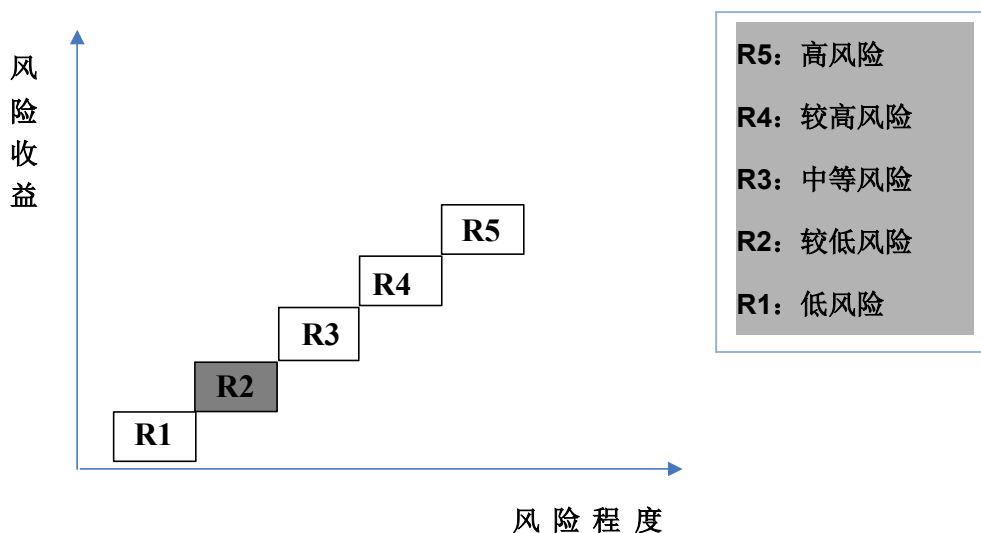 风险收益
R5
R4
R3
R2
R1
风险程度
R5：高风险
R4：较高风险
R3：中等风险
R2：较低风险
R1：低风险